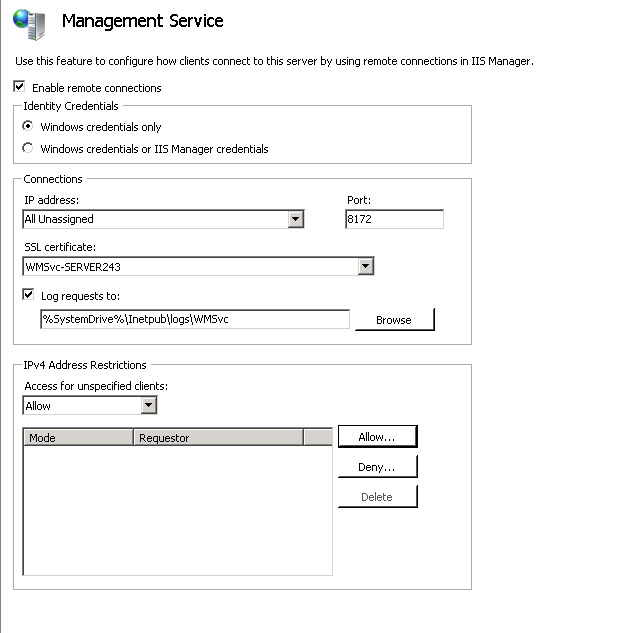 Management Service
Use this feature to configure how clients connect to this server by using remote connections in IIS Manager.
Enable remote connections
Identity Credentials
Windows credentials only
Windows credentials or IIS Manager credentials
Connections
IP address:
Port:
All Unassigned
8172
SSL certificate:
WMSvc-SERVER243
Log requests to:
%SystemDrive%\Inetpub\logs\WMSvc
Browse
IPv4 Address Restrictions
Access for unspecified clients:
Allow
Mode
Requestor
Allow...
Deny...
Delete